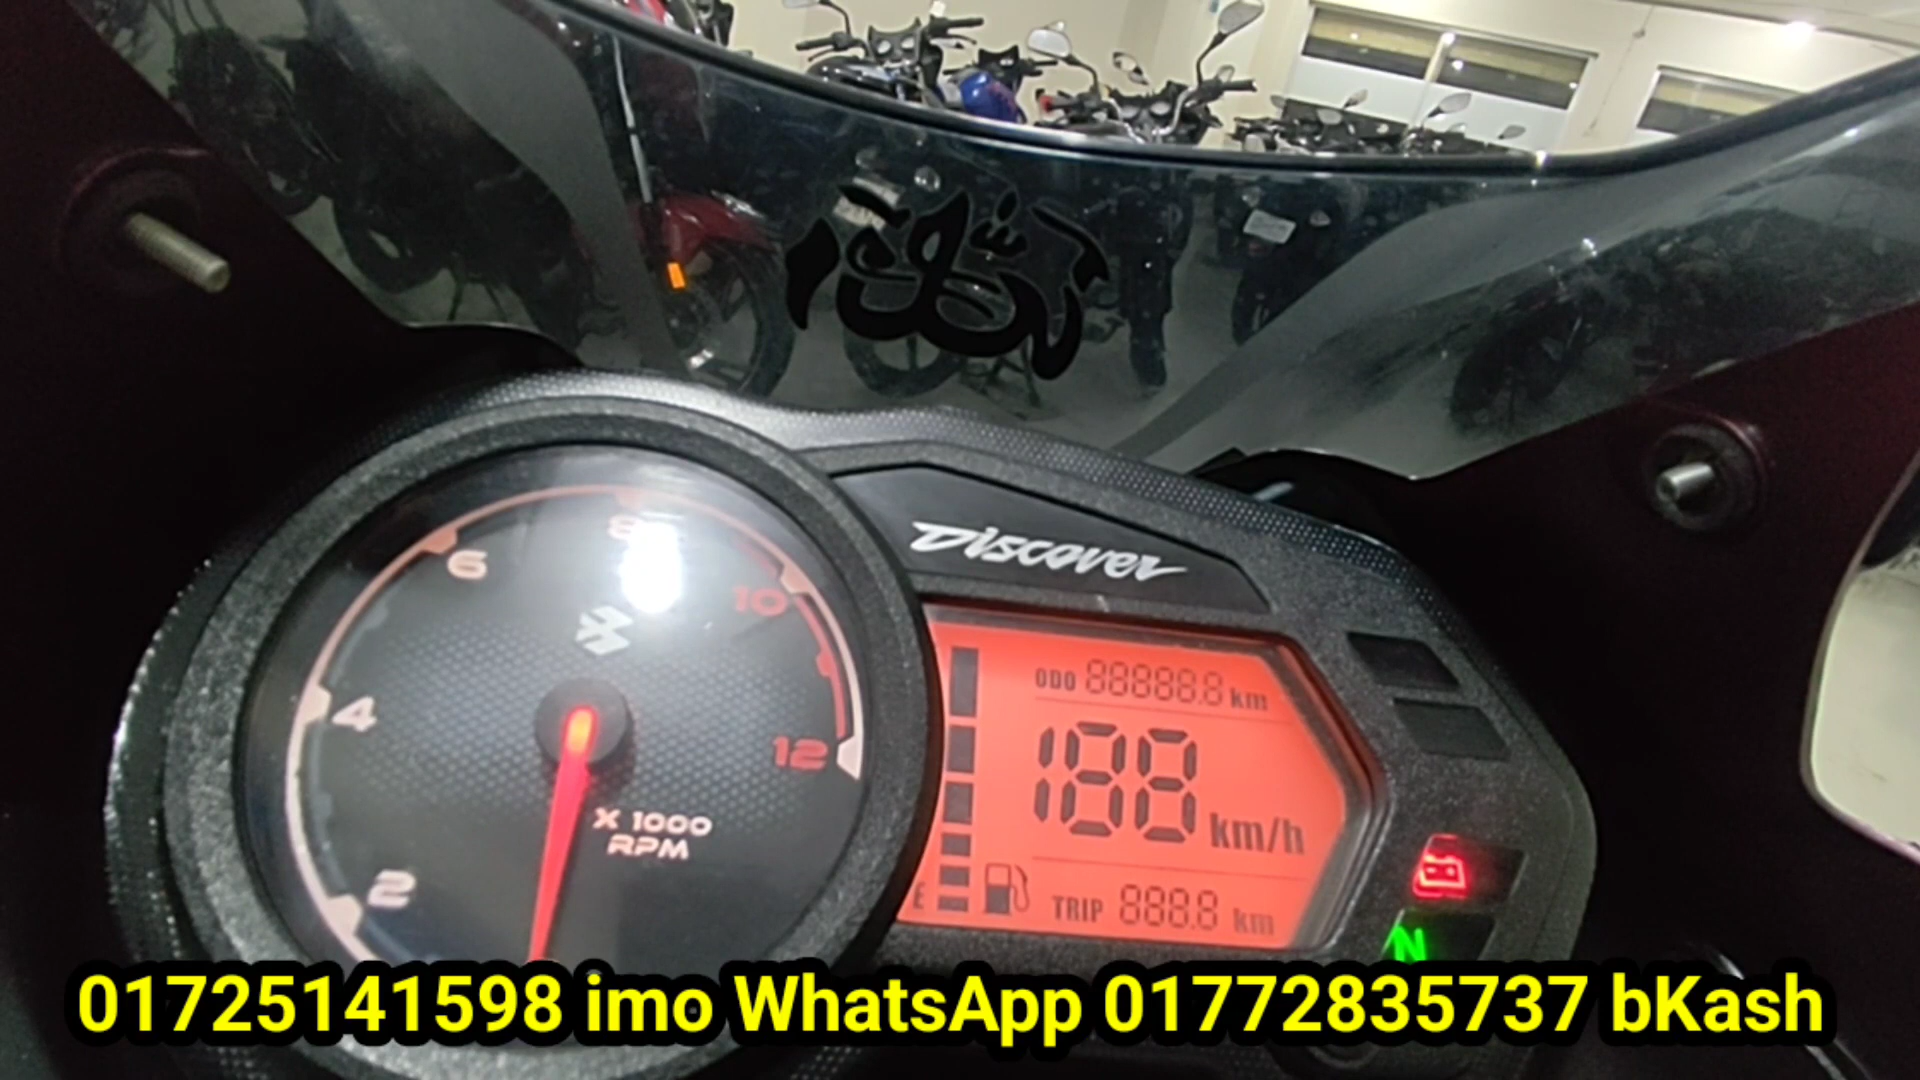 Discover
8
6
10
4
12
X 1000
RPM
2
ODO 88888.8 km
188 km/h
E
TRIP 888.8 km
N
01725141598 imo WhatsApp 01772835737 bKash